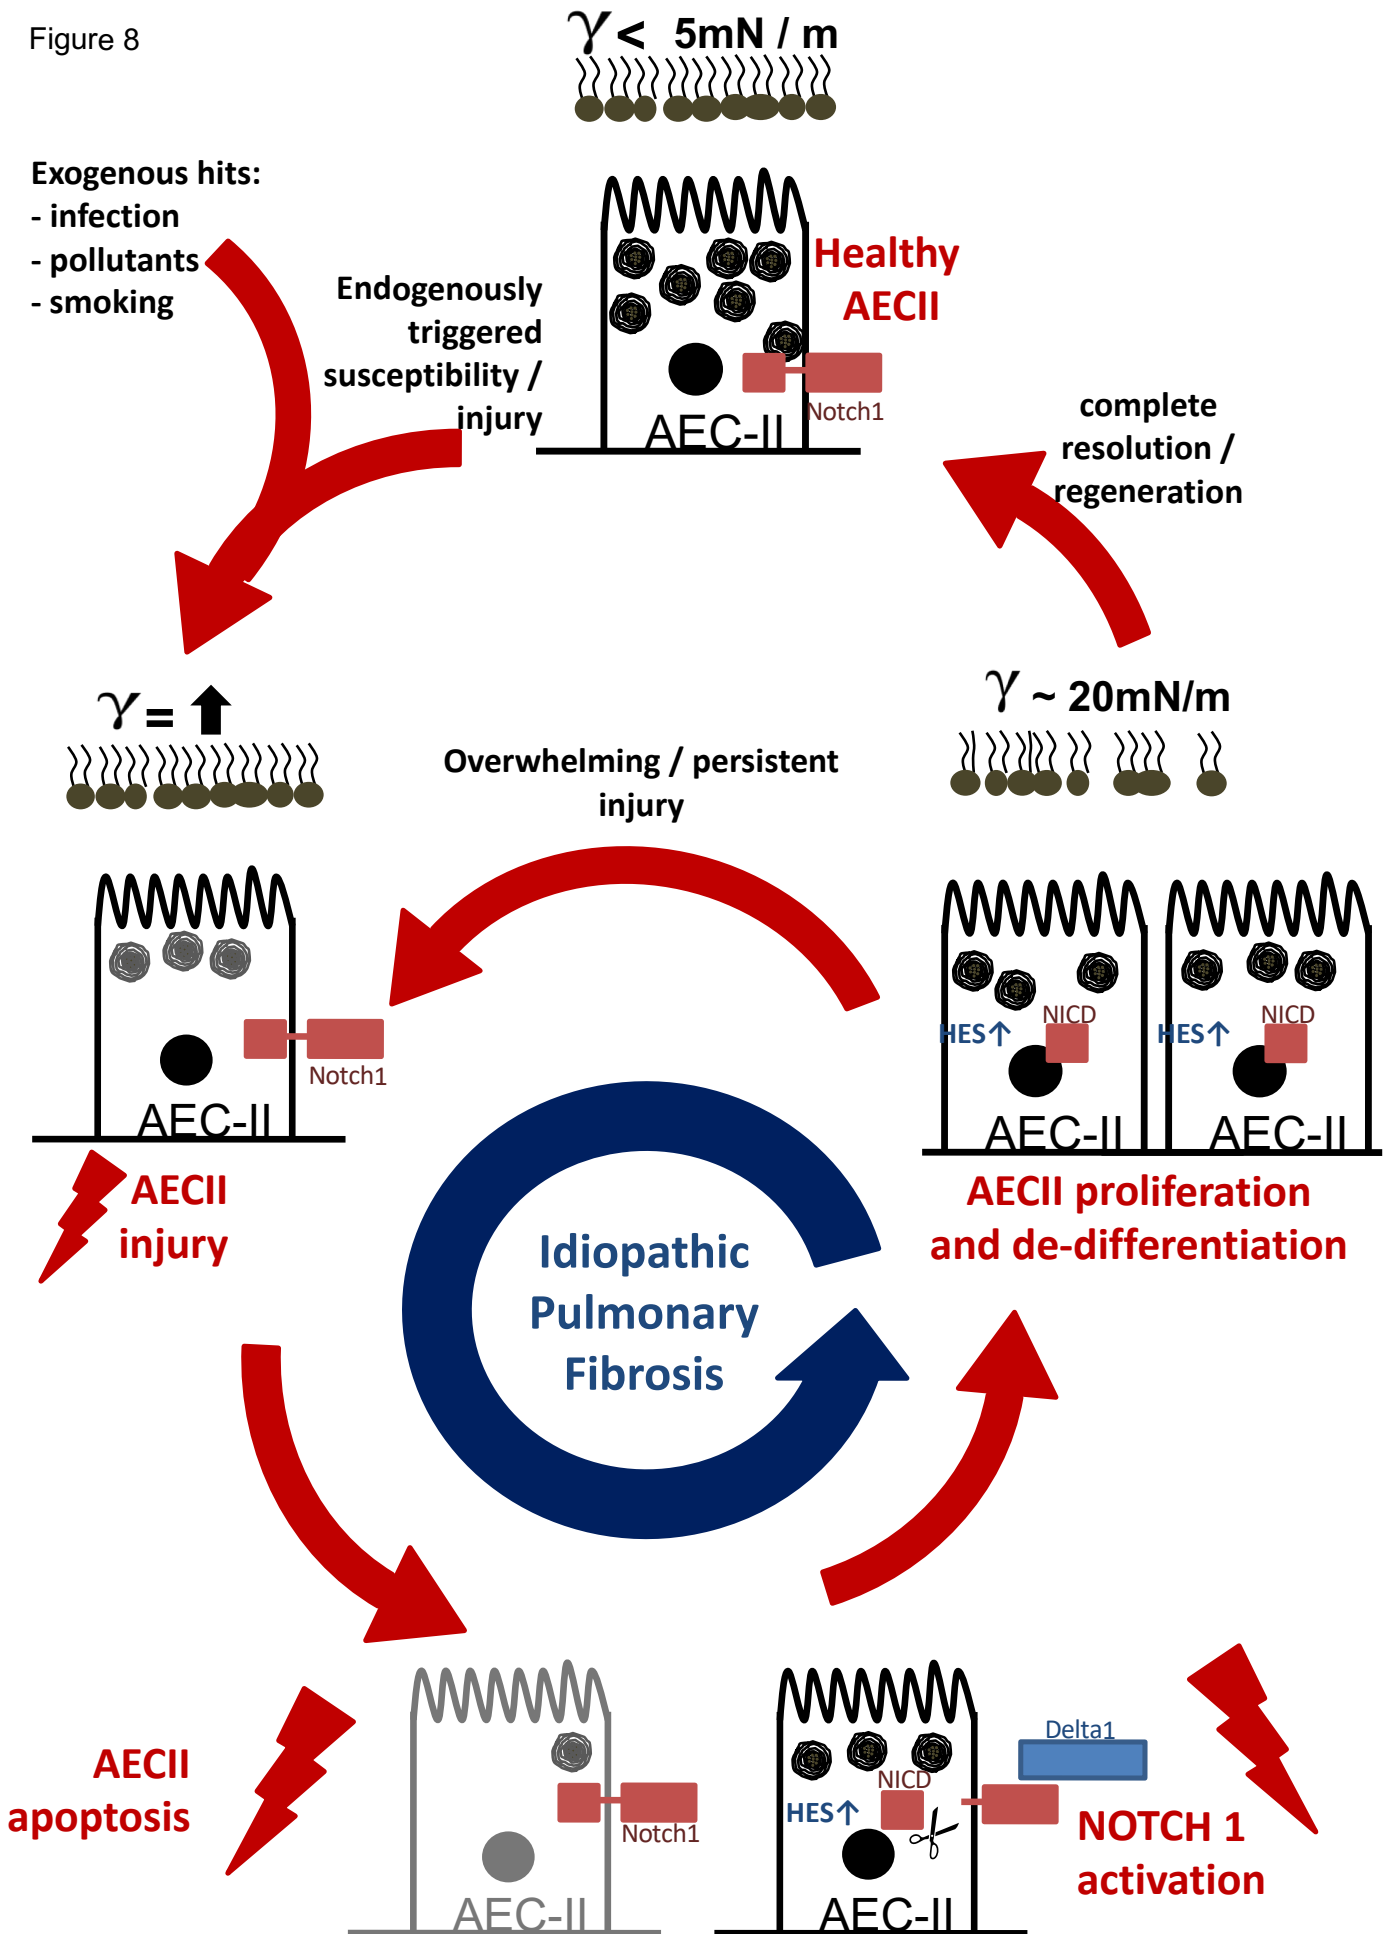 Figure 8
γ < 5mN / m
Exogenous hits:
- infection
- pollutants
- smoking
Endogenously
triggered
susceptibility /
injury
Healthy
AECII
Notch1
AEC-II
complete
resolution /
regeneration
γ = ↑
γ ~ 20mN/m
Overwhelming / persistent
injury
Notch1
AEC-II
AECII
injury
NICD
HES↑
AEC-II
NICD
HES↑
AEC-II
AECII proliferation
and de-differentiation
Idiopathic
Pulmonary
Fibrosis
AECII
apoptosis
Notch1
AEC-II
Delta1
NICD
HES↑
AEC-II
NOTCH 1
activation